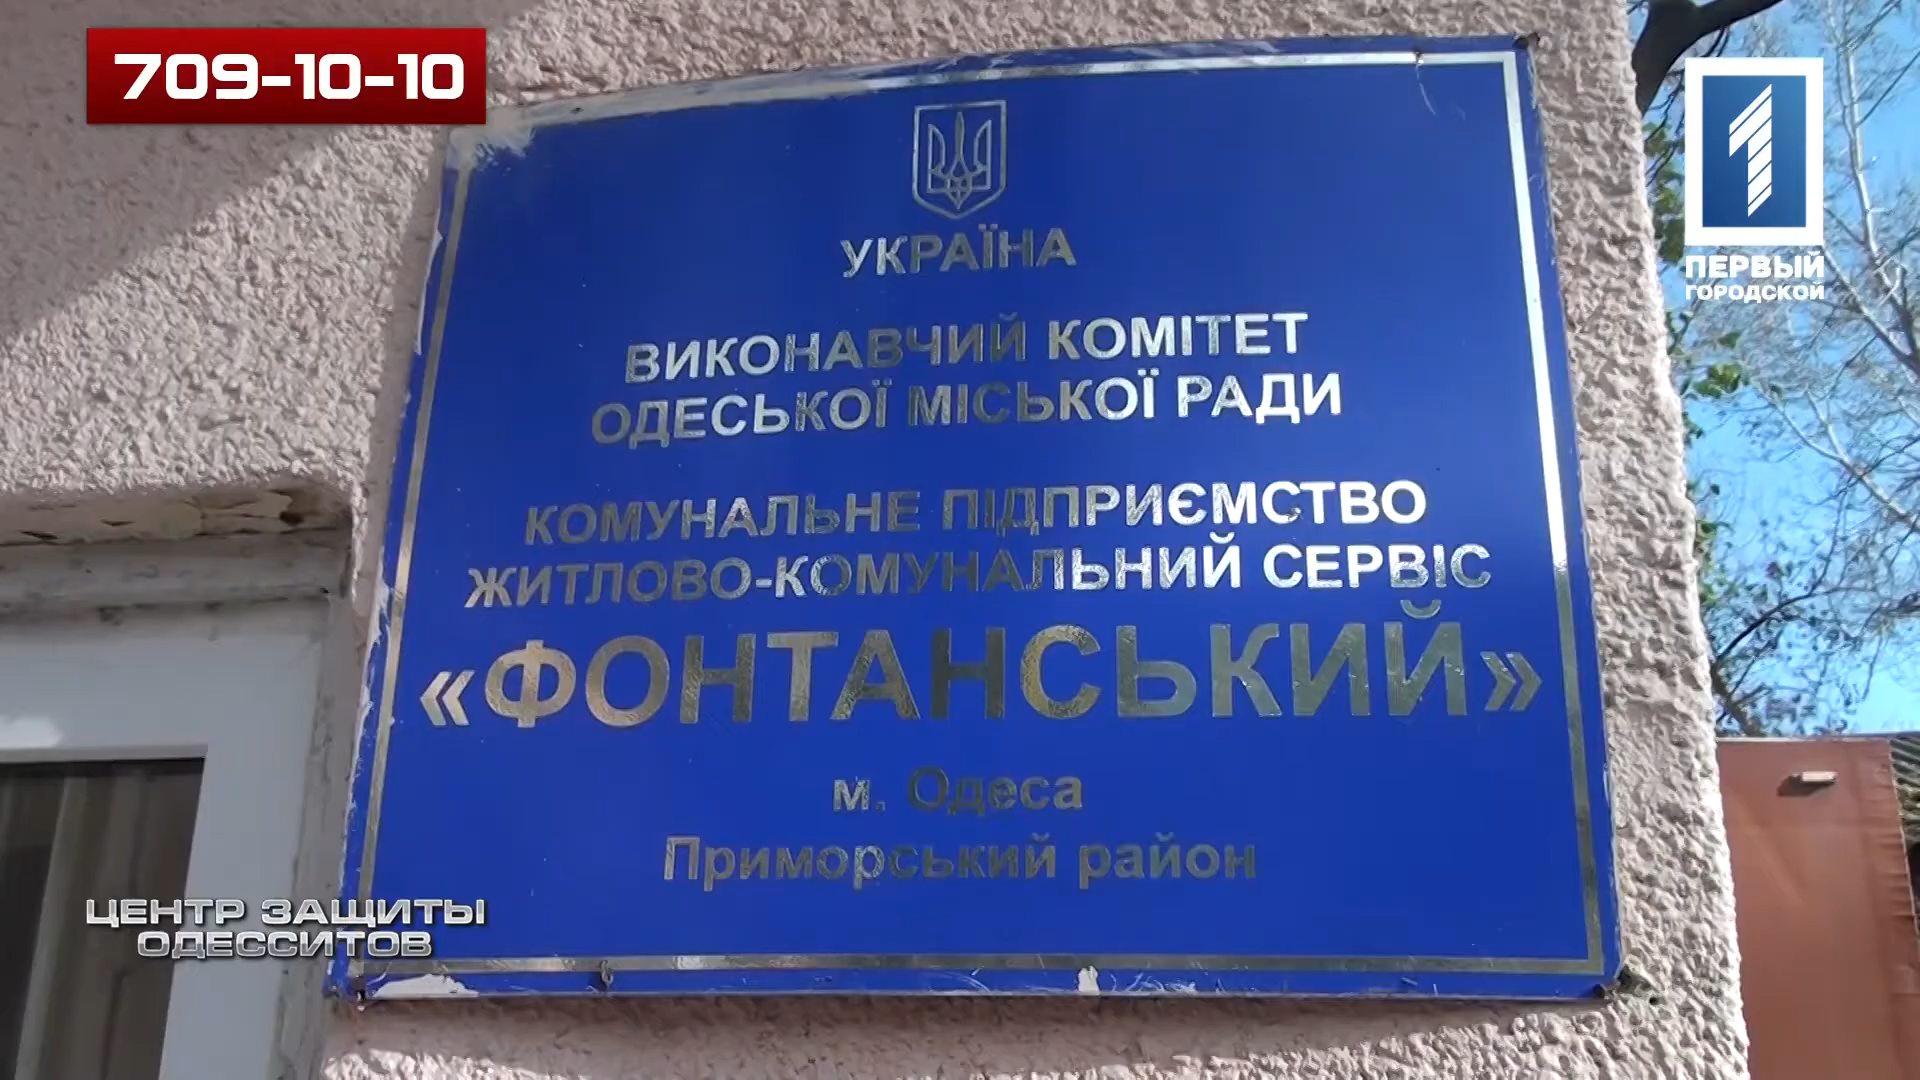 709-10-10
ПЕРВЫЙ
ГОРОДСКОЙ
УКРАЇНА
ВИКОНАВЧИЙ КОМІТЕТ
ОДЕСЬКОЇ МІСЬКОЇ РАДИ
КОМУНАЛЬНЕ ПІДПРИЄМСТВО
ЖИТЛОВО-КОМУНАЛЬНИЙ СЕРВІС
«ФОНТАНСЬКИЙ»
м. Одеса
Приморський район
ЦЕНТР ЗАЩИТЫ
ОДЕССИТОВ